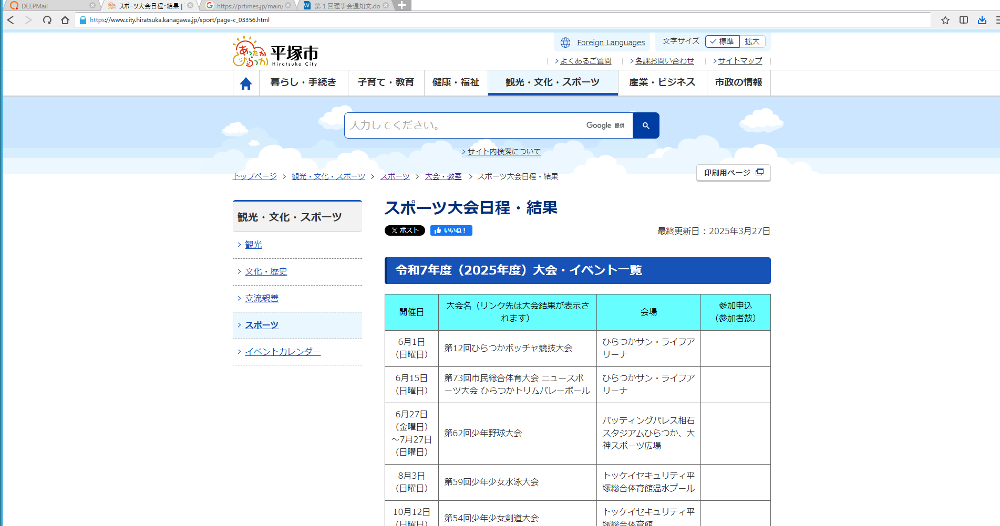 DEEPMail
スポーツ大会日程・結果 | -
https://prtimes.jp/main/
第１回理事会通知文.do
https://www.city.hiratsuka.kanagawa.jp/sport/page-c_03356.html
あったか
ひらつか
平塚市
Hiratsuka City
Foreign Languages
文字サイズ
標準
拡大
よくあるご質問
各課お問い合わせ
サイトマップ
暮らし・手続き
子育て・教育
健康・福祉
観光・文化・スポーツ
産業・ビジネス
市政の情報
入力してください。
Google 提供
サイト内検索について
トップページ > 観光・文化・スポーツ > スポーツ > 大会・教室 > スポーツ大会日程・結果
印刷用ページ
観光・文化・スポーツ
観光
文化・歴史
交流親善
スポーツ
イベントカレンダー
スポーツ大会日程・結果
ポスト
いいね！
最終更新日：2025年3月27日
令和7年度（2025年度）大会・イベント一覧
開催日
大会名（リンク先は大会結果が表示さ
れます）
会場
参加申込
（参加者数）
6月1日
（日曜日）
第12回ひらつかボッチャ競技大会
ひらつかサン・ライフア
リーナ
6月15日
（日曜日）
第73回市民総合体育大会 ニュースポ
ーツ大会 ひらつかトリムバレーボール
ひらつかサン・ライフア
リーナ
6月27日
（金曜日）
～7月27日
（日曜日）
第62回少年野球大会
バッティングパレス相石
スタジアムひらつか、大
神スポーツ広場
8月3日
（日曜日）
第59回少年少女水泳大会
トッケイセキュリティ平
塚総合体育館温水プール
10月12日
（日曜日）
第54回少年少女剣道大会
トッケイセキュリティ平
塚総合体育館